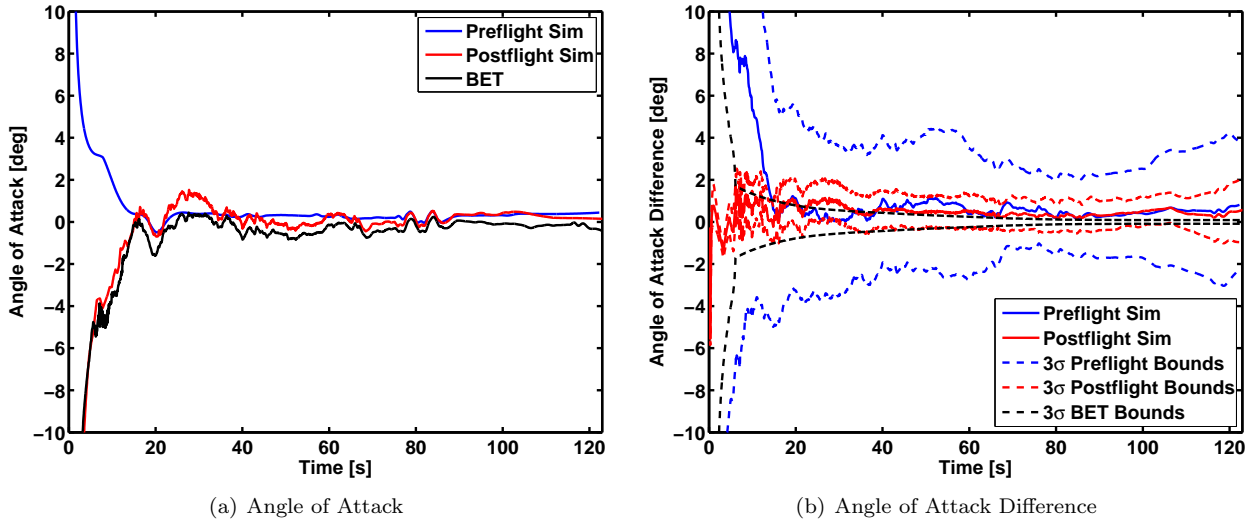 Preflight Sim
Postflight Sim
BET
10
8
6
4
2
0
−2
−4
−6
−8
−10
Angle of Attack [deg]
0
20
40
60
80
100
120
Time [s]
(a) Angle of Attack
10
8
6
4
2
0
−2
−4
−6
−8
−10
Angle of Attack Difference [deg]
Preflight Sim
Postflight Sim
3σ Preflight Bounds
3σ Postflight Bounds
3σ BET Bounds
0
20
40
60
80
100
120
Time [s]
(b) Angle of Attack Difference